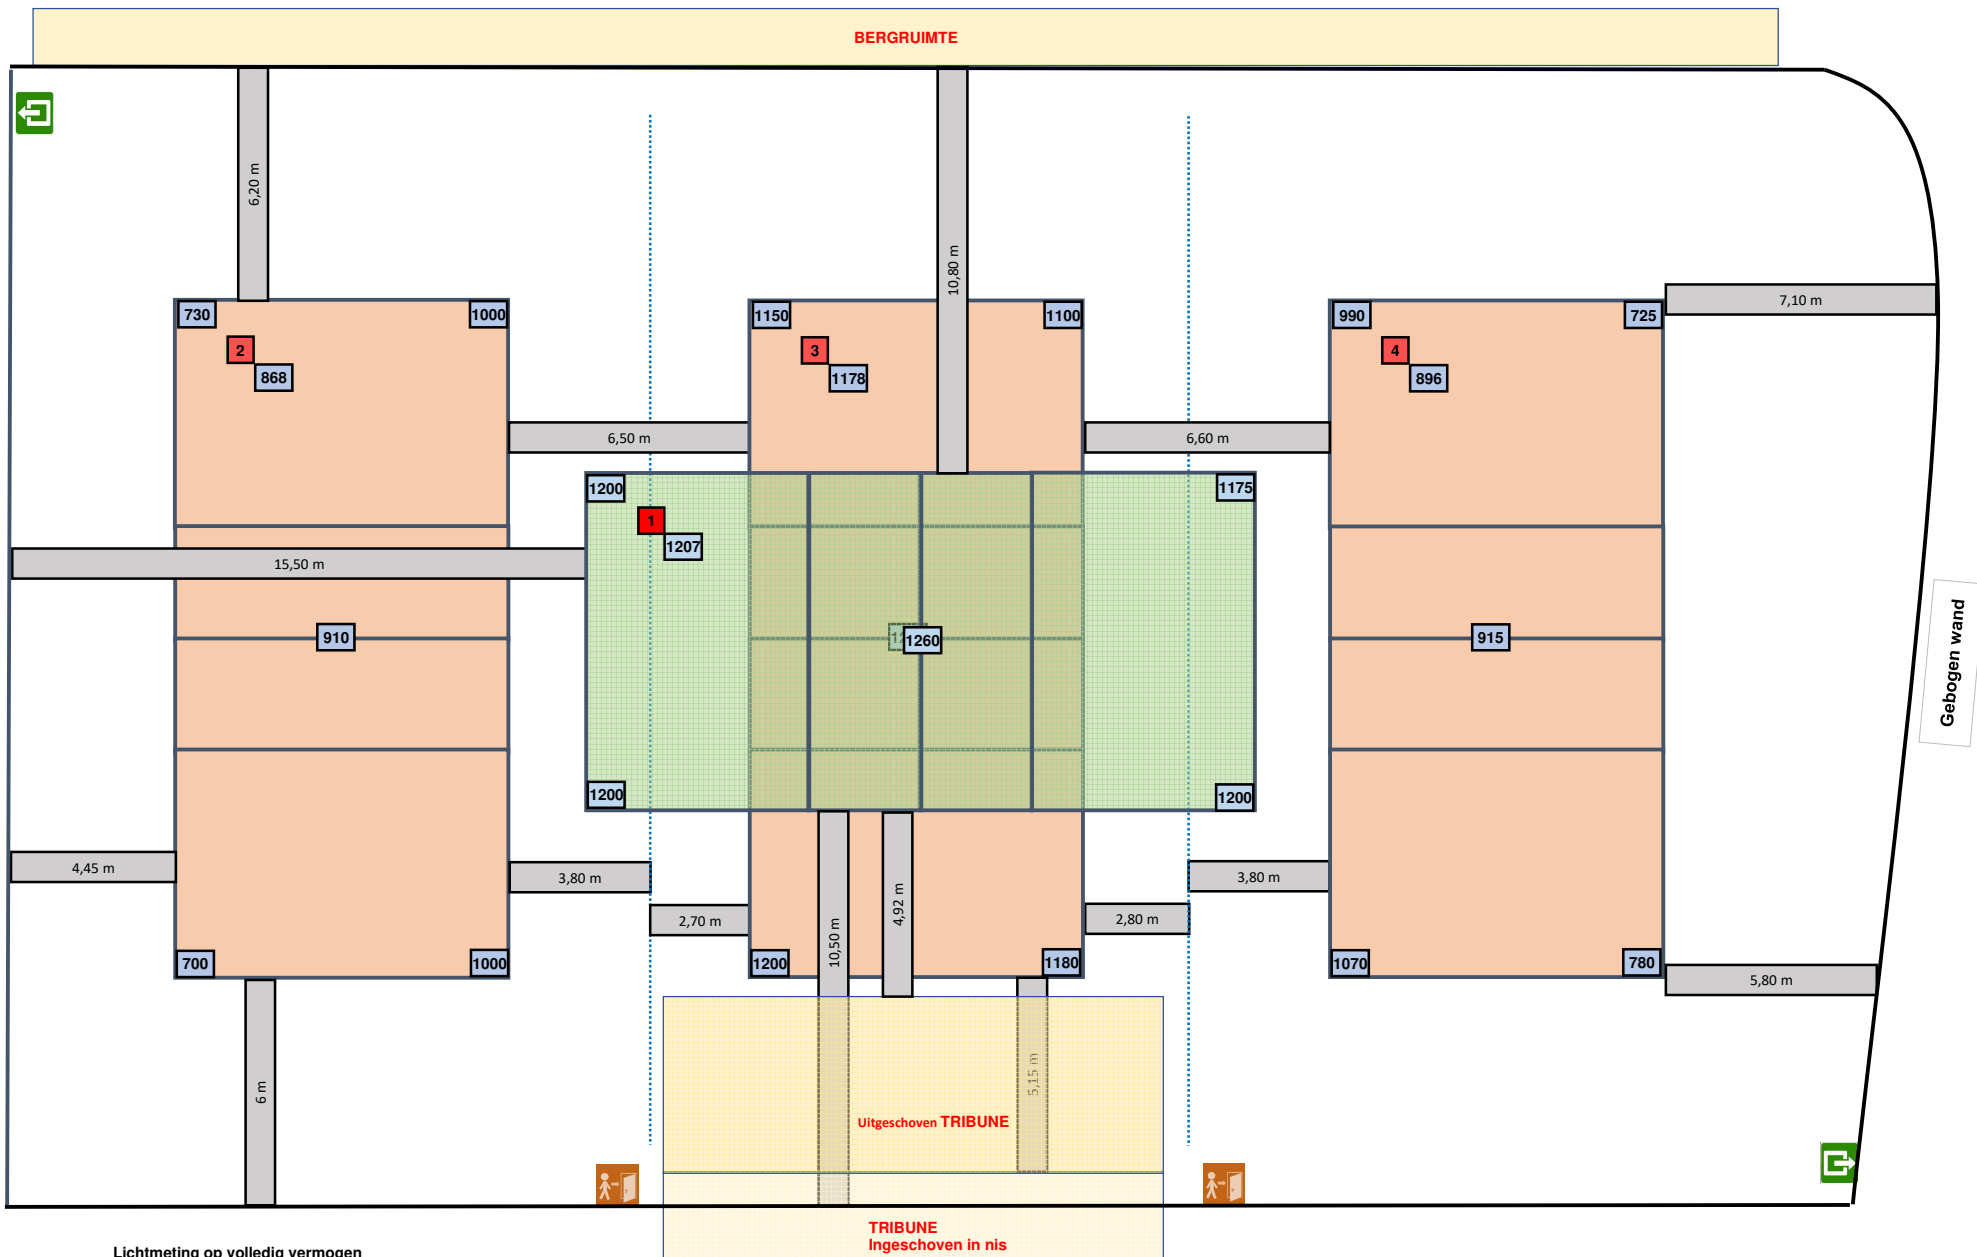 BERGRUIMTE
6,20 m
10,80 m
730
1000
1150
1100
990
725
7,10 m
2
868
3
1178
4
896
6,50 m
6,60 m
1200
1175
1
1207
15,50 m
910
1260
915
Gebogen wand
1200
1200
4,45 m
3,80 m
3,80 m
2,70 m
10,50 m
4,92 m
2,80 m
700
1000
1200
1180
1070
780
5,80 m
6 m
5,15 m
Uitgeschoven TRIBUNE
TRIBUNE
Ingeschoven in nis
Lichtmeting op volledig vermogen